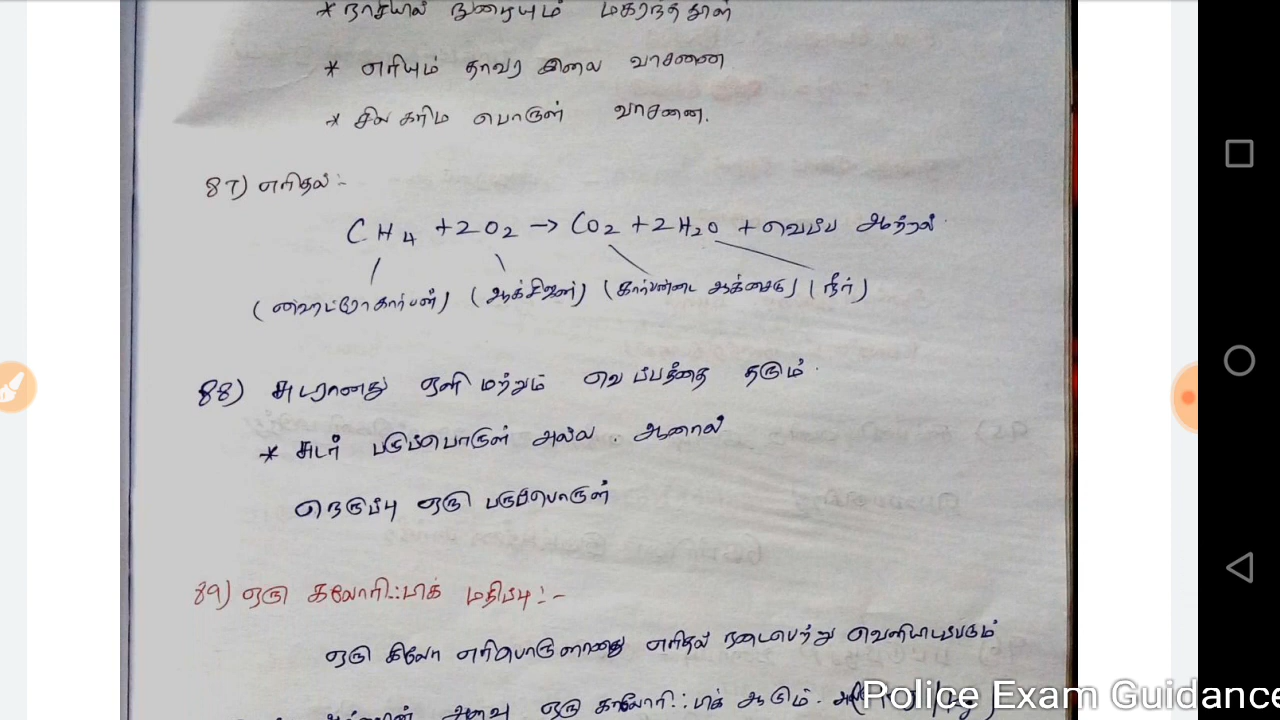 * நாசியில் நுழையும் மகரந்த தூள்
* எரியும் தாவர இலை வாசனை
* சில கரிம பொருள் வாசனை.
87) எரிதல் :-
CH4 + 2O2 → CO2 + 2H2O + வெப்ப ஆற்றல்
(ஹைட்ரோகார்பன்) (ஆக்சிஜன்) (கார்பன்டை ஆக்சைடு) (நீர்)
88) சுடரானது ஒளி மற்றும் வெப்பத்தை தரும்.
* சுடர் பருப்பொருள் அல்ல. ஆனால்
நெருப்பு ஒரு பருப்பொருள்
89) ஒரு கலோரிஃபிக் மதிப்பு :-
ஒரு கிலோ எரிபொருளானது எரிதல் நடைபெற்று வெளியிடப்படும்
அளவு ஒரு காலோரிஃபிக் ஆகும்.
Police Exam Guidance